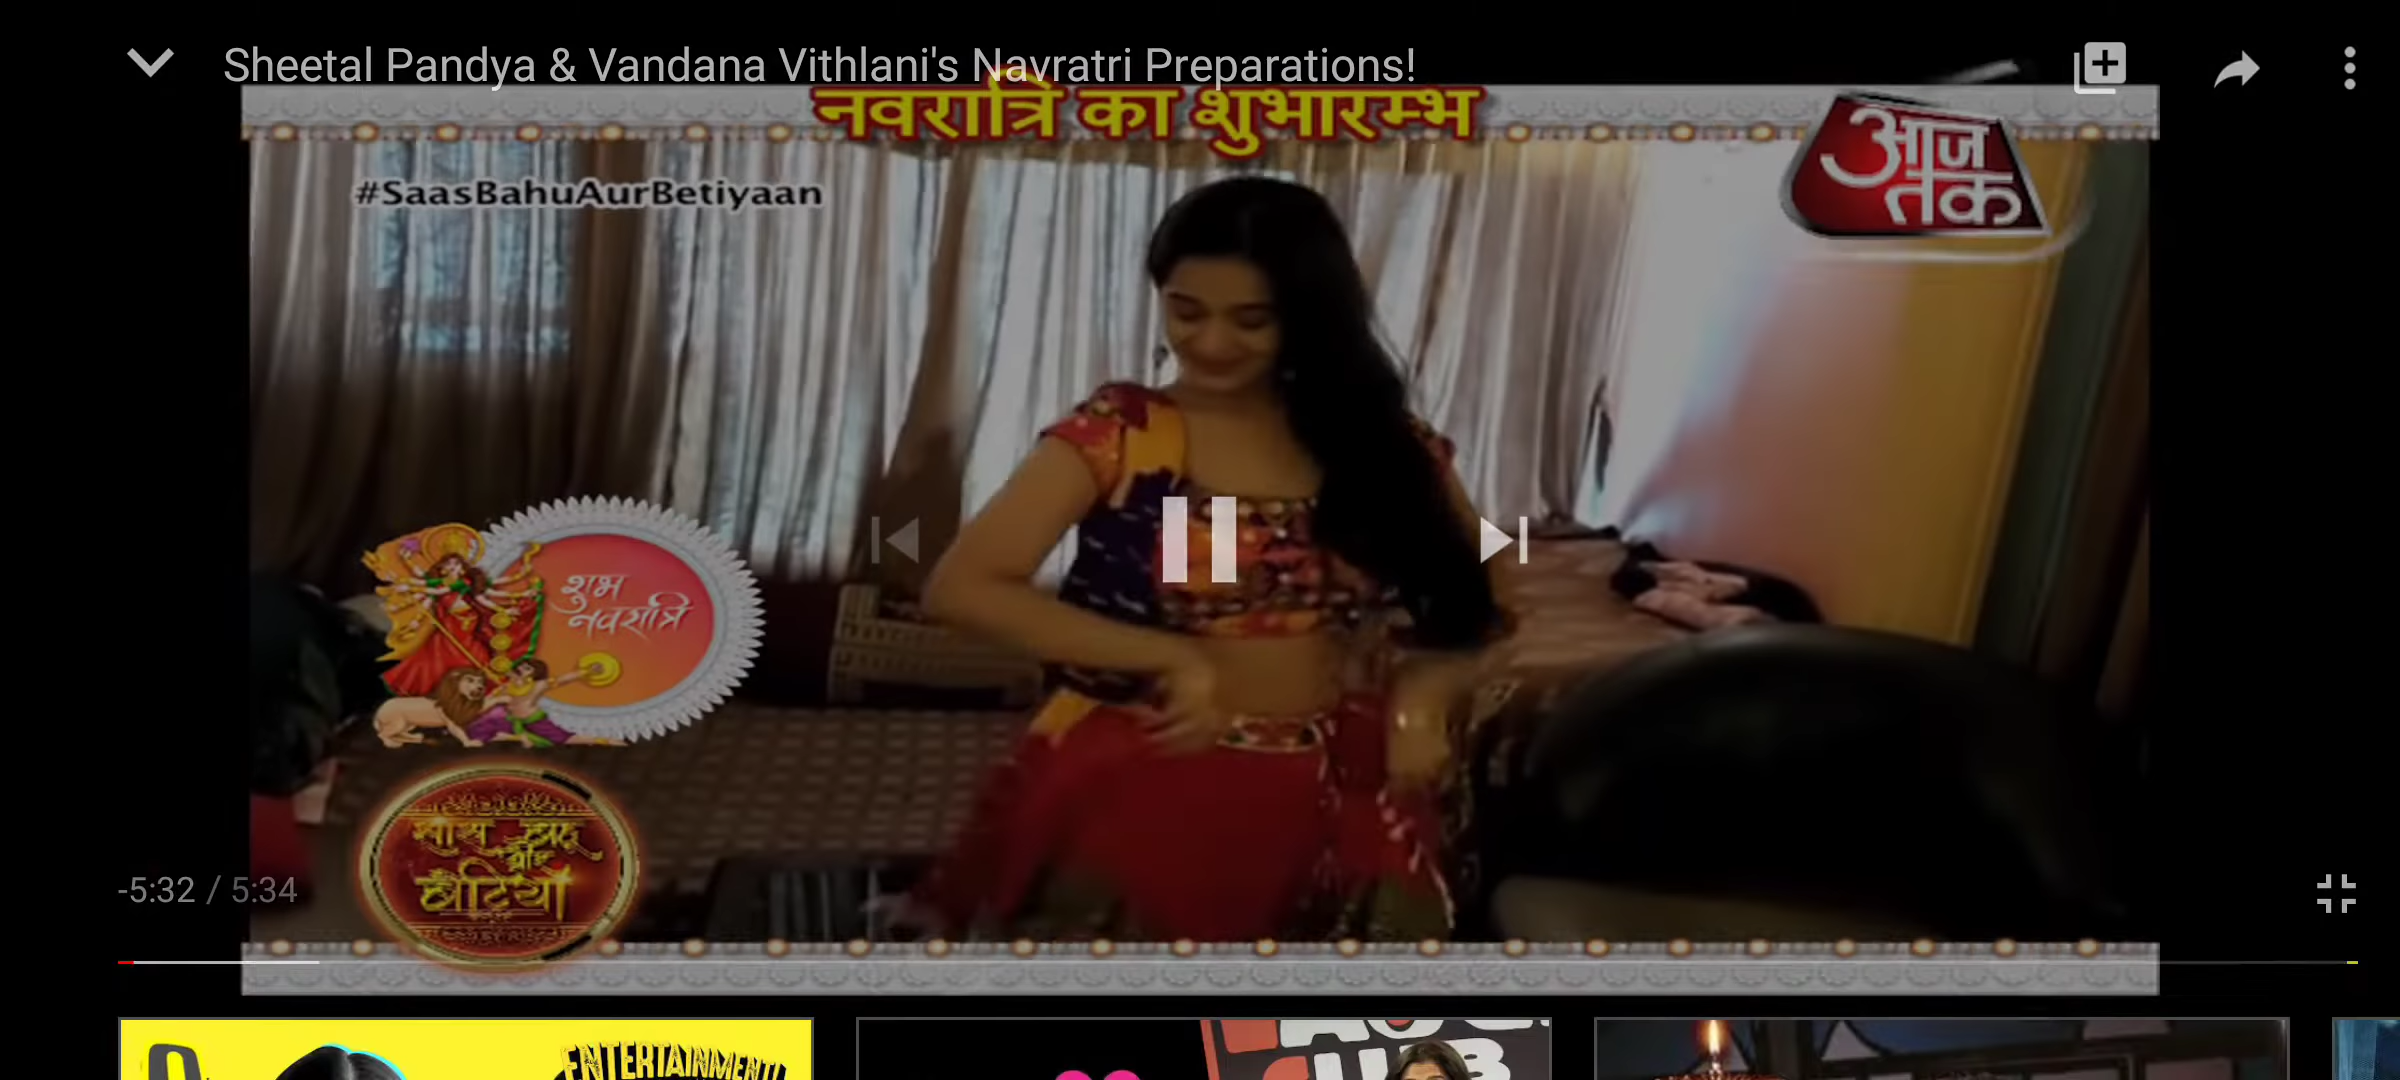 Sheetal Pandya & Vandana Vithlani's Navratri Preparations!
नवरात्रि का शुभारम्भ
आज
तक
#SaasBahuAurBetiyaan
शुभ
नवरात्रि
सास बहू
और
बेटियाँ
-5:32 / 5:34
ENTERTAINMENT!